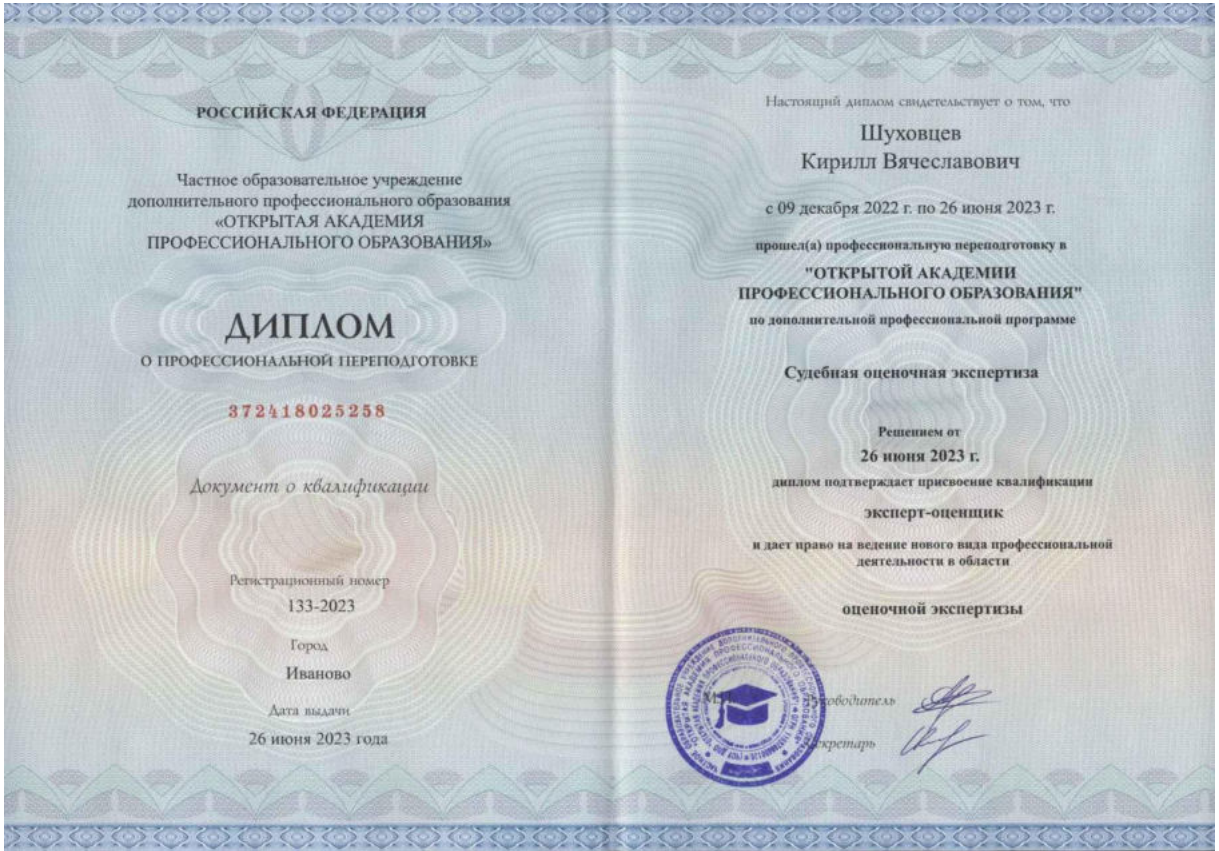 РОССИЙСКАЯ ФЕДЕРАЦИЯ
Частное образовательное учреждение
дополнительного профессионального образования
«ОТКРЫТАЯ АКАДЕМИЯ
ПРОФЕССИОНАЛЬНОГО ОБРАЗОВАНИЯ»
ДИПЛОМ
О ПРОФЕССИОНАЛЬНОЙ ПЕРЕПОДГОТОВКЕ
372418025258
Документ о квалификации
Регистрационный номер
133-2023
Город
Иваново
Дата выдачи
26 июня 2023 года
Настоящий диплом свидетельствует о том, что
Шуховцев
Кирилл Вячеславович
с 09 декабря 2022 г. по 26 июня 2023 г.
прошел(а) профессиональную переподготовку в
"ОТКРЫТОЙ АКАДЕМИИ
ПРОФЕССИОНАЛЬНОГО ОБРАЗОВАНИЯ"
по дополнительной профессиональной программе
Судебная оценочная экспертиза
Решением от
26 июня 2023 г.
диплом подтверждает присвоение квалификации
эксперт-оценщик
и дает право на ведение нового вида профессиональной
деятельности в области
оценочной экспертизы
М.П.
Руководитель
Секретарь